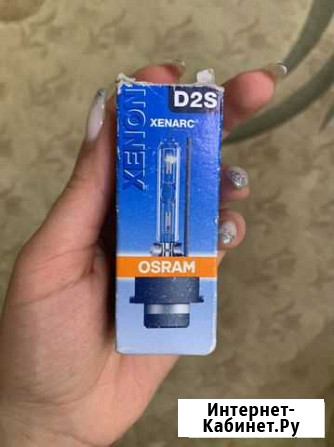 D2S
XENARC®
XENON
OSRAM
Интернет-
Кабинет.Ру